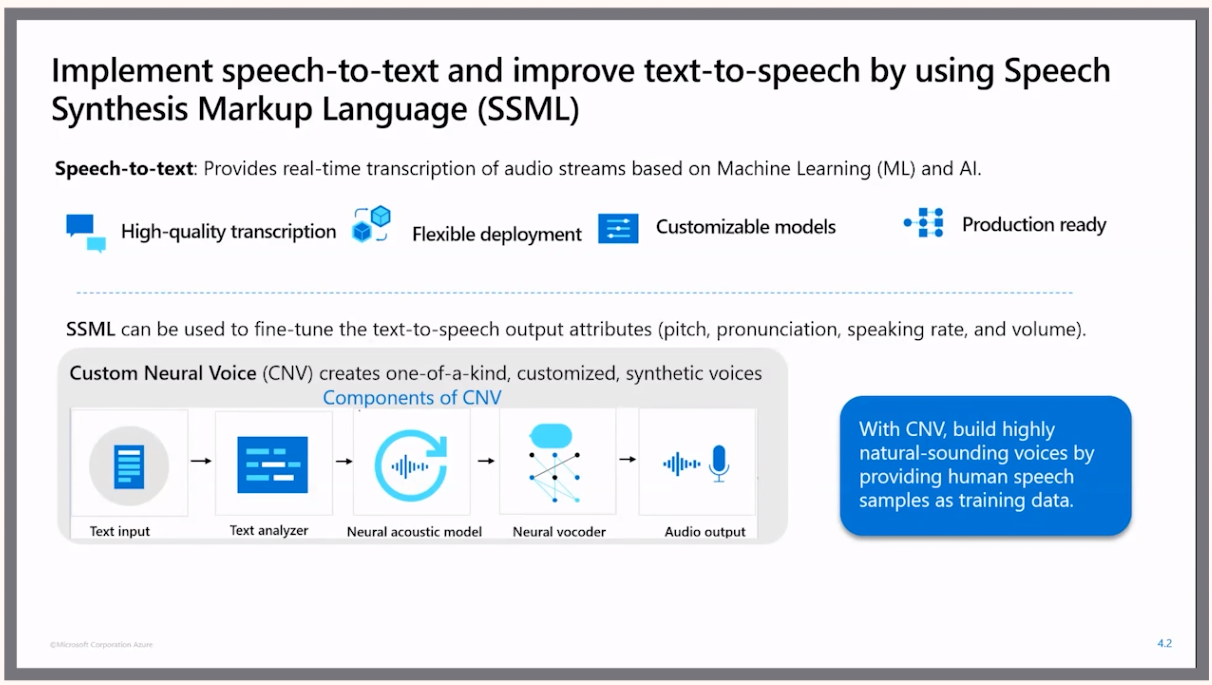 Implement speech-to-text and improve text-to-speech by using Speech
Synthesis Markup Language (SSML)
Speech-to-text: Provides real-time transcription of audio streams based on Machine Learning (ML) and AI.
High-quality transcription
Flexible deployment
Customizable models
Production ready
SSML can be used to fine-tune the text-to-speech output attributes (pitch, pronunciation, speaking rate, and volume).
Custom Neural Voice (CNV) creates one-of-a-kind, customized, synthetic voices
Components of CNV
Text input
Text analyzer
Neural acoustic model
Neural vocoder
Audio output
With CNV, build highly
natural-sounding voices by
providing human speech
samples as training data.
©Microsoft Corporation Azure
4.2